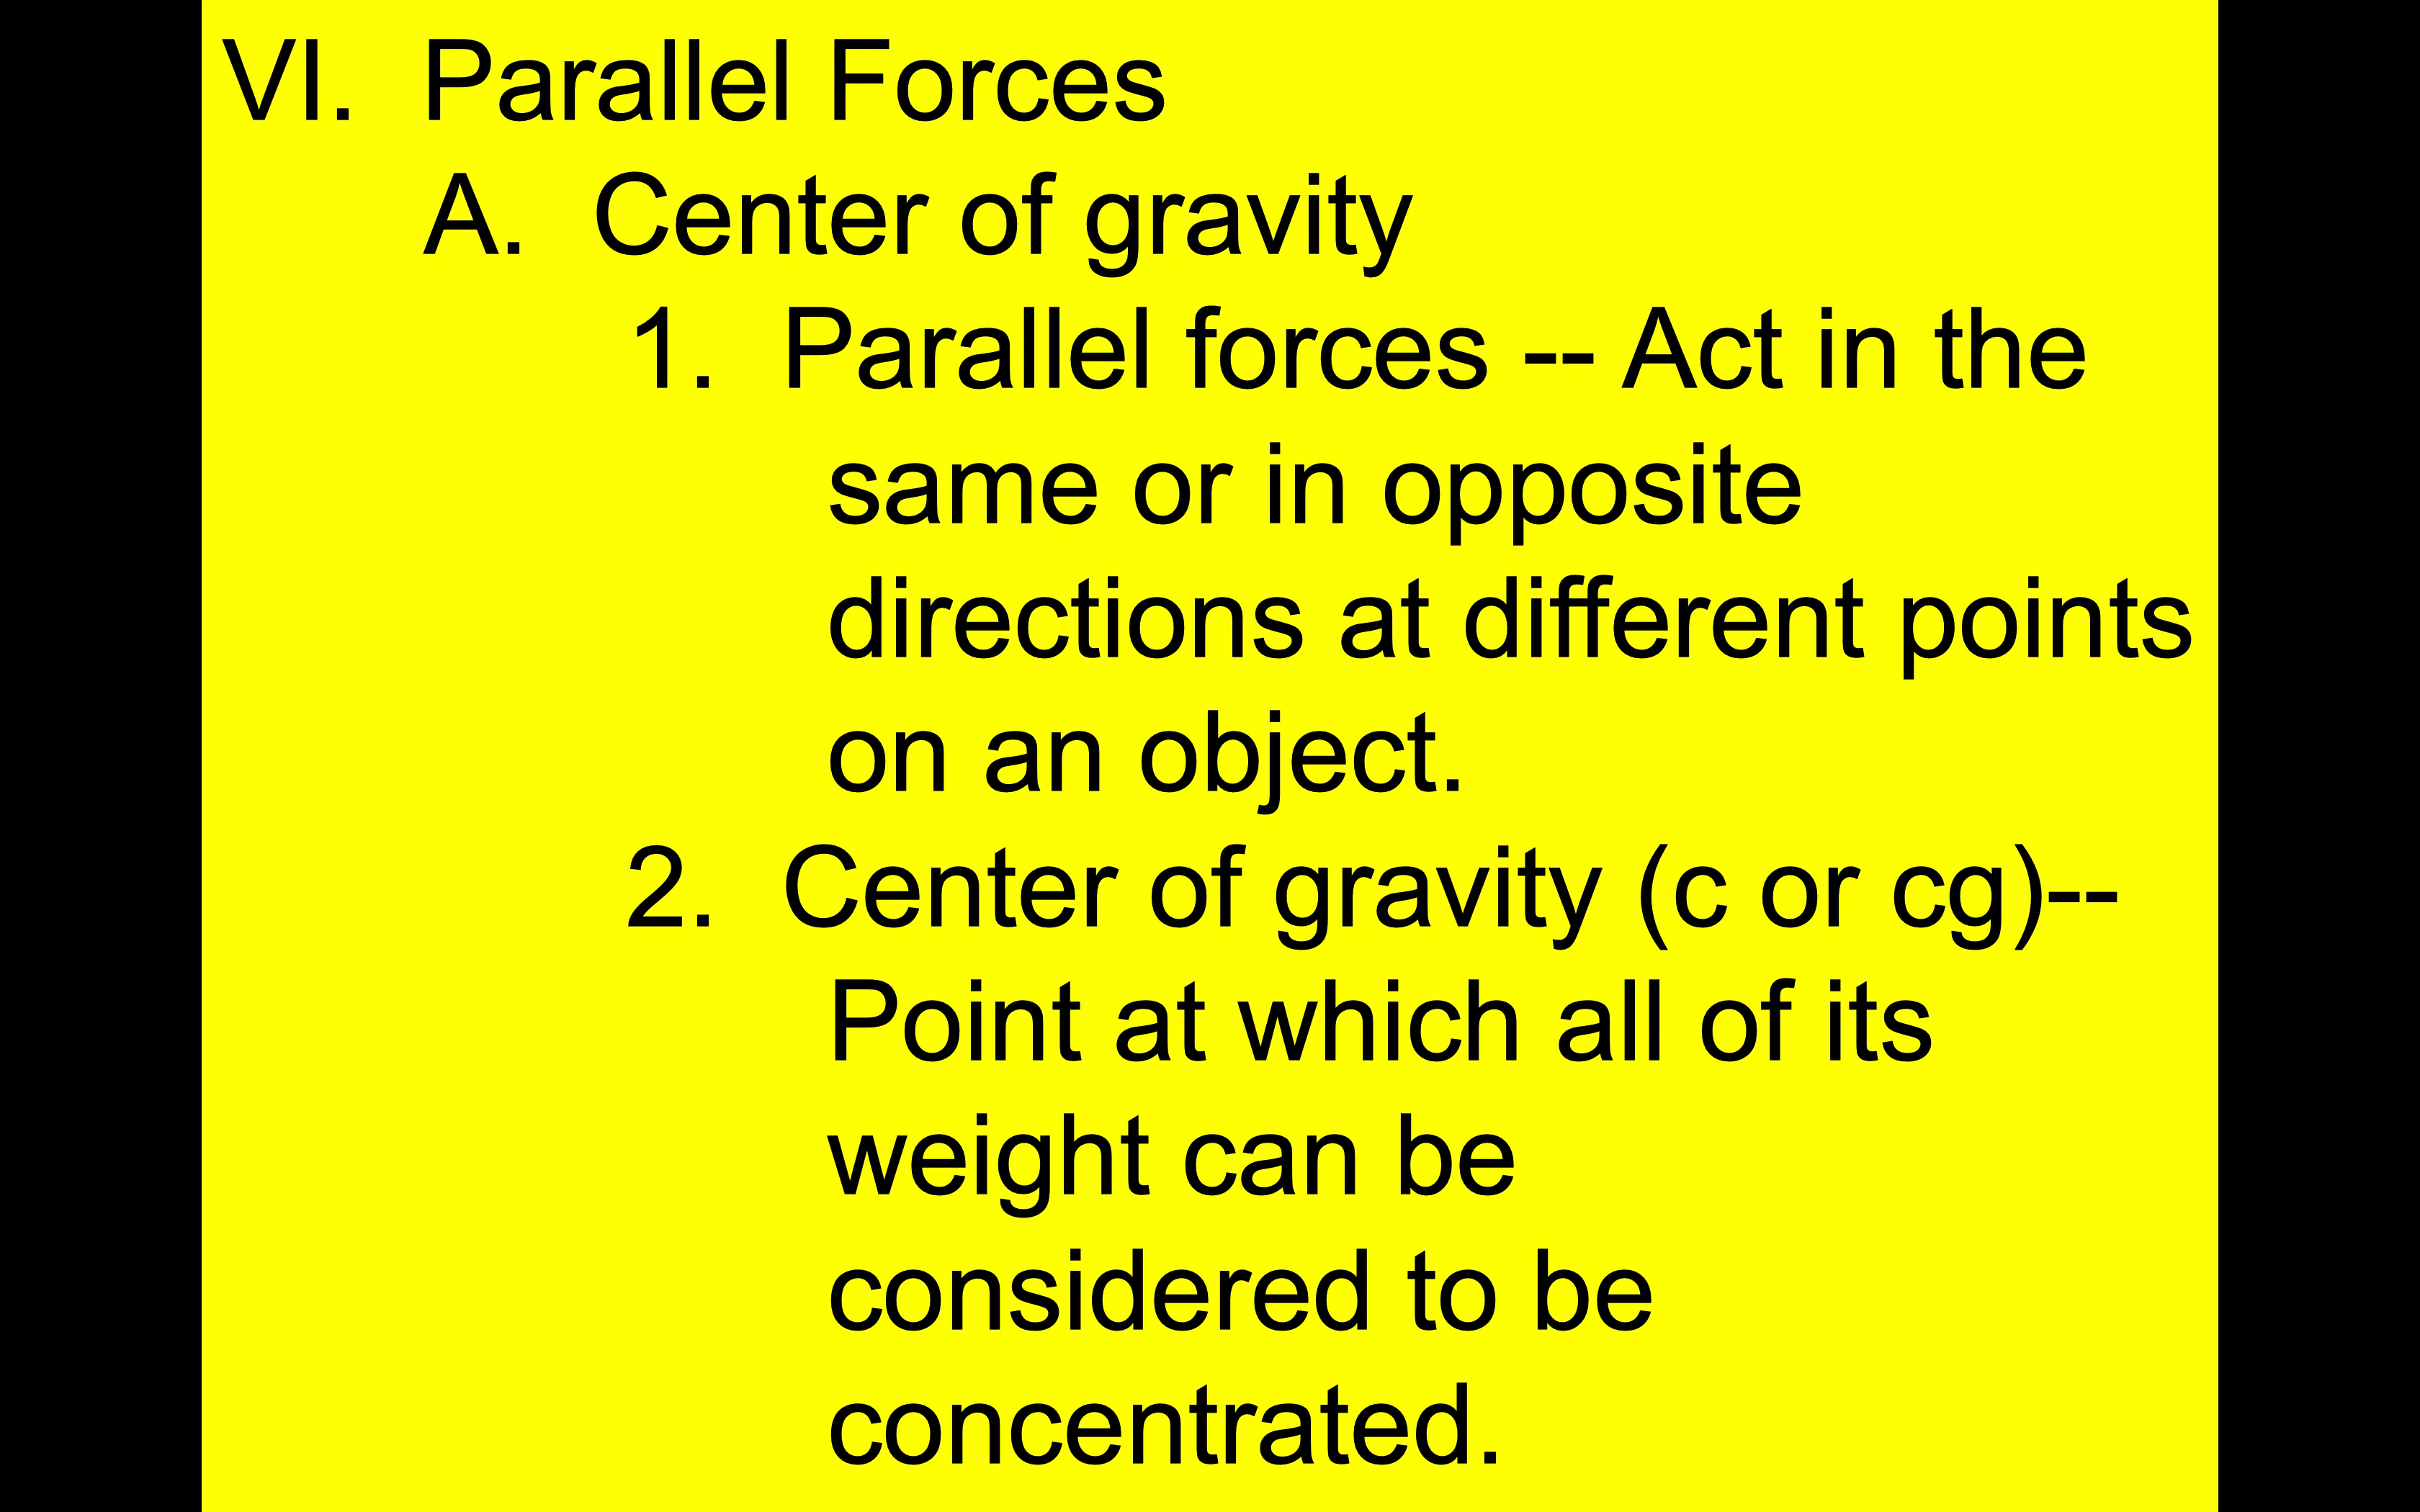 VI. Parallel Forces
A. Center of gravity
1. Parallel forces -- Act in the
same or in opposite
directions at different points
on an object.
2. Center of gravity (c or cg)--
Point at which all of its
weight can be
considered to be
concentrated.